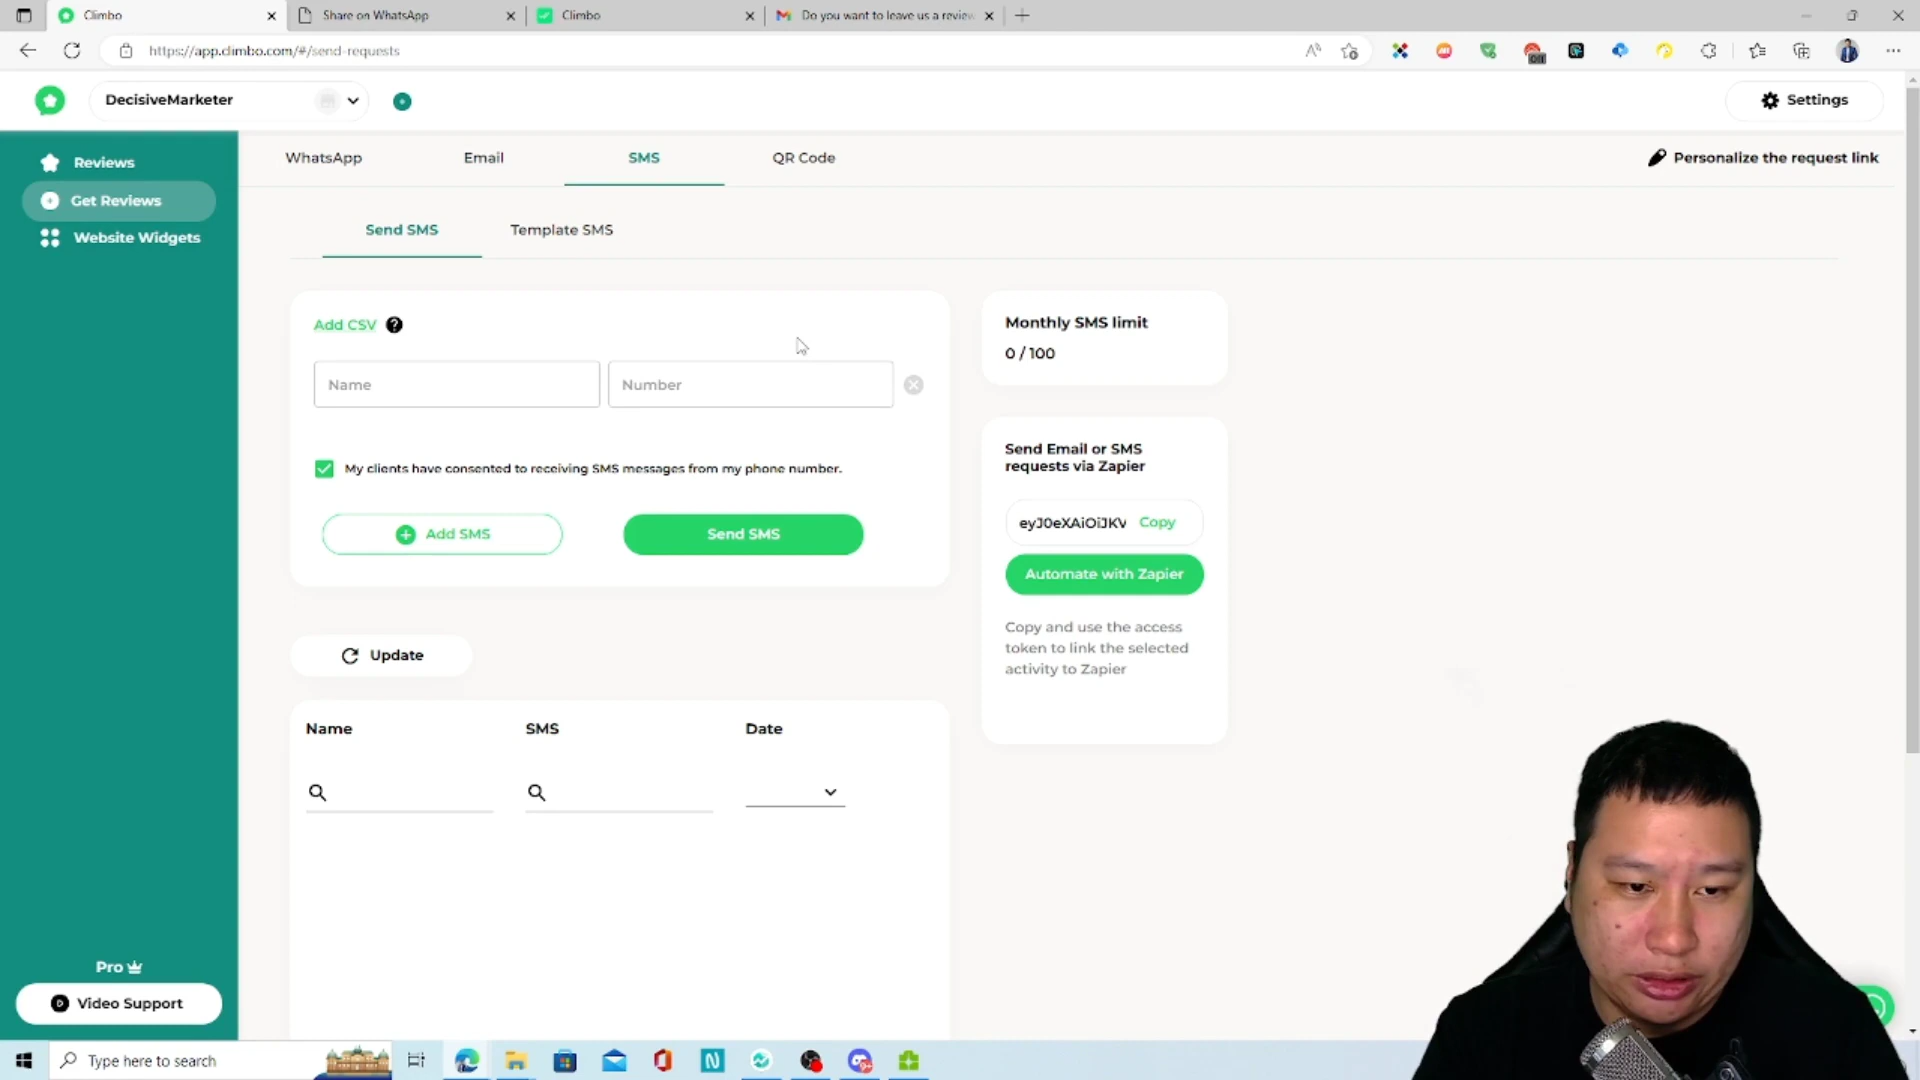 Climbo
Share on WhatsApp
Climbo
Do you want to leave us a review
https://app.climbo.com/#/send-requests
DecisiveMarketer
Settings
Reviews
Get Reviews
Website Widgets
WhatsApp
Email
SMS
QR Code
Personalize the request link
Send SMS
Template SMS
Add CSV
Name
Number
My clients have consented to receiving SMS messages from my phone number.
Add SMS
Send SMS
Monthly SMS limit
0 / 100
Send Email or SMS
requests via Zapier
eyJ0eXAiOiJKV
Copy
Automate with Zapier
Copy and use the access
token to link the selected
activity to Zapier
Update
Name
SMS
Date
Pro
Video Support
Type here to search